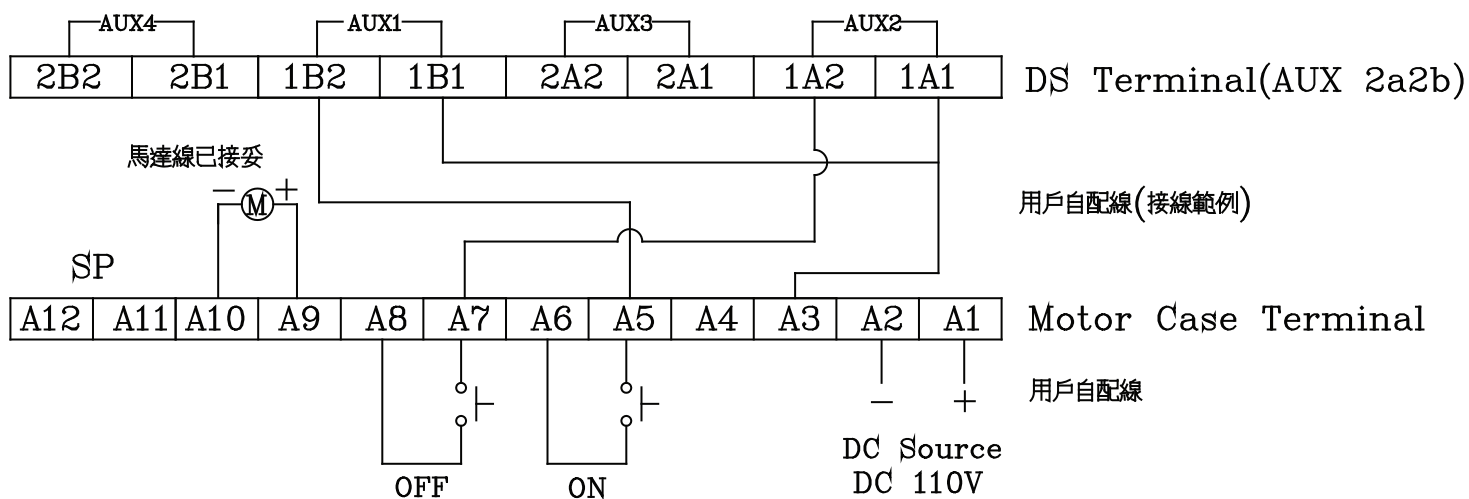 AUX4 AUX1 AUX3 AUX2
2B2 2B1 1B2 1B1 2A2 2A1 1A2 1A1 DS Terminal(AUX 2a2b)
馬達線已接妥
− M +
用戶自配線(接線範例)
SP
A12 A11 A10 A9 A8 A7 A6 A5 A4 A3 A2 A1 Motor Case Terminal
用戶自配線
− +
DC Source
DC 110V
OFF ON